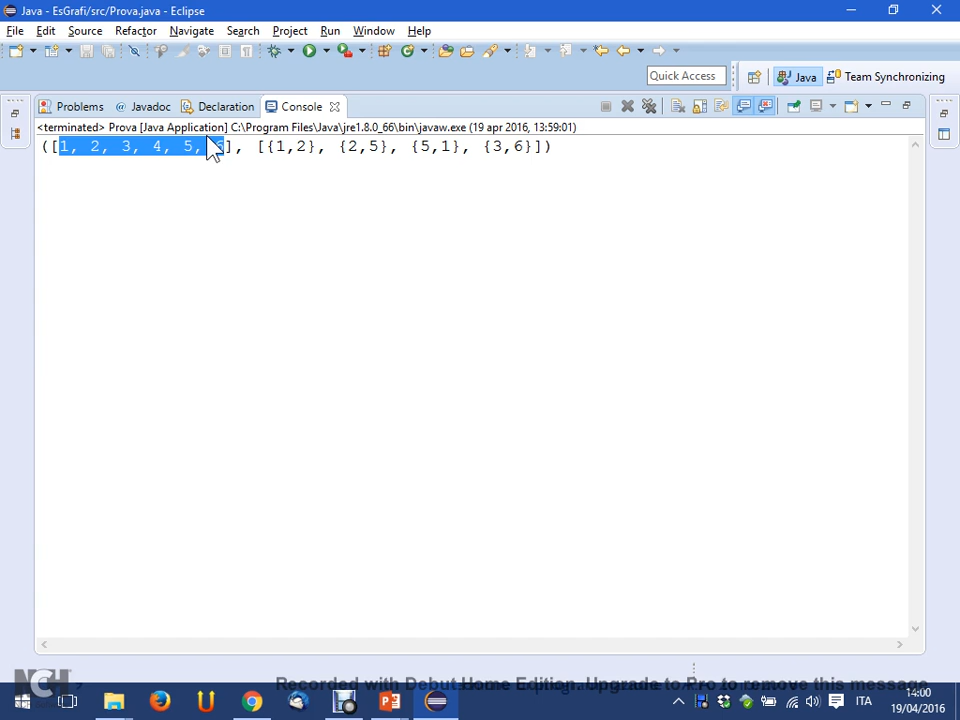 Java - EsGrafi/src/Prova.java - Eclipse
File Edit Source Refactor Navigate Search Project Run Window Help
Quick Access Java Team Synchronizing
Problems @ Javadoc Declaration Console
<terminated> Prova [Java Application] C:\Program Files\Java\jre1.8.0_66\bin\javaw.exe (19 apr 2016, 13:59:01)
([1, 2, 3, 4, 5, 6], [{1,2}, {2,5}, {5,1}, {3,6}])
NCH
Recorded with Debut Home Edition. Upgrade to Pro to remove this message
ITA
14:00
19/04/2016